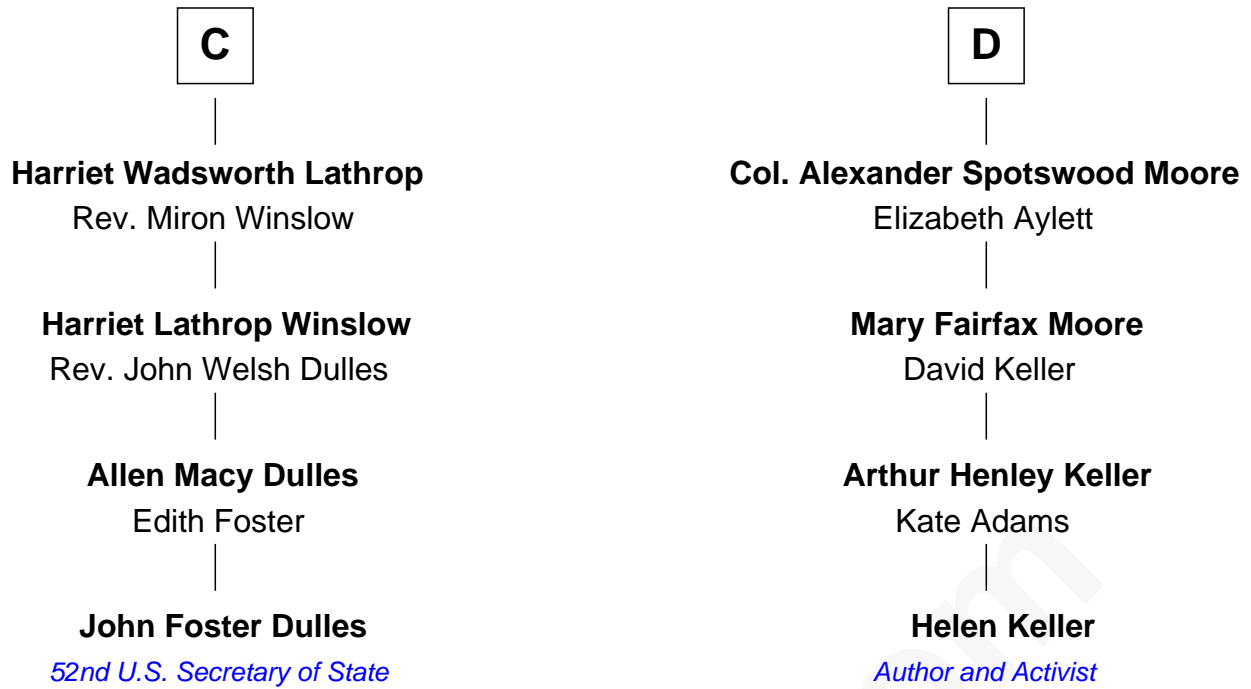 C
Harriet Wadsworth Lathrop
Rev. Miron Winslow
Harriet Lathrop Winslow
Rev. John Welsh Dulles
Allen Macy Dulles
Edith Foster
John Foster Dulles
52nd U.S. Secretary of State
D
Col. Alexander Spotswood Moore
Elizabeth Aylett
Mary Fairfax Moore
David Keller
Arthur Henley Keller
Kate Adams
Helen Keller
Author and Activist